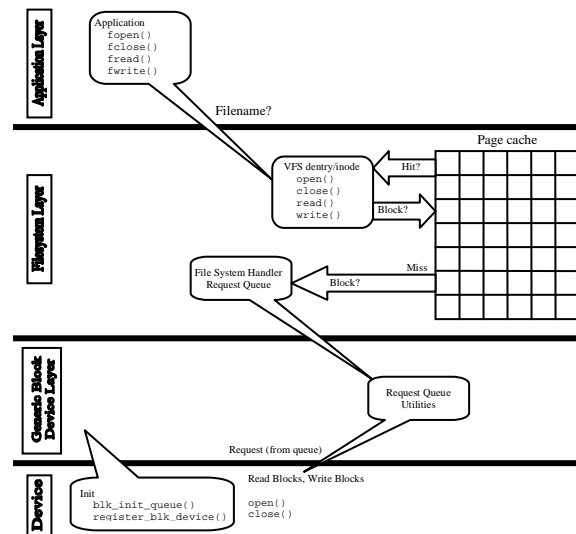 Application Layer
Application
fopen()
fclose()
fread()
fwrite()
Filename?
Filesystem Layer
Page cache
VFS dentry/inode
open()
close()
read()
write()
Hit?
Block?
Miss
File System Handler
Request Queue
Block?
Generic Block
Device Layer
Request Queue
Utilities
Request (from queue)
Device
Read Blocks, Write Blocks
Init
blk_init_queue()
register_blk_device()
open()
close()